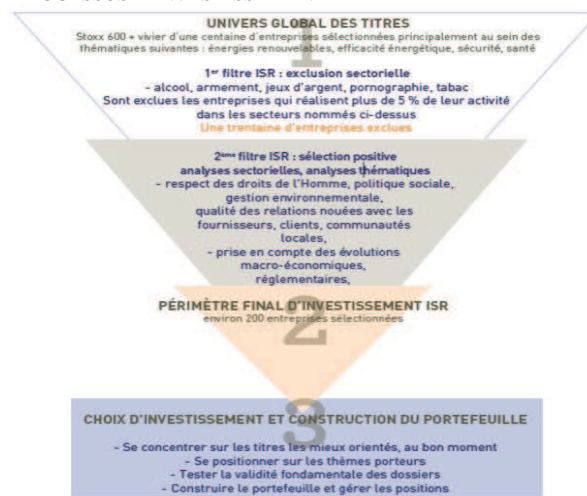 UNIVERS GLOBAL DES TITRES
Stoxx 600 + vivier d'une centaine d'entreprises sélectionnées principalement au sein des
thématiques suivantes : énergies renouvelables, efficacité énergétique, sécurité, santé
1
1er filtre ISR : exclusion sectorielle
- alcool, armement, jeux d'argent, pornographie, tabac
Sont exclues les entreprises qui réalisent plus de 5 % de leur activité
dans les secteurs nommés ci-dessus
Une trentaine d'entreprises exclues
2ème filtre ISR : sélection positive
analyses sectorielles, analyses thématiques
- respect des droits de l'Homme, politique sociale,
gestion environnementale,
qualité des relations nouées avec les
fournisseurs, clients, communautés
locales,
- prise en compte des évolutions
macro-économiques,
réglementaires,
PÉRIMÈTRE FINAL D'INVESTISSEMENT ISR
environ 200 entreprises sélectionnées
2
3
CHOIX D'INVESTISSEMENT ET CONSTRUCTION DU PORTEFEUILLE
- Se concentrer sur les titres les mieux orientés, au bon moment
- Se positionner sur les thèmes porteurs
- Tester la validité fondamentale des dossiers
- Construire le portefeuille et gérer les positions